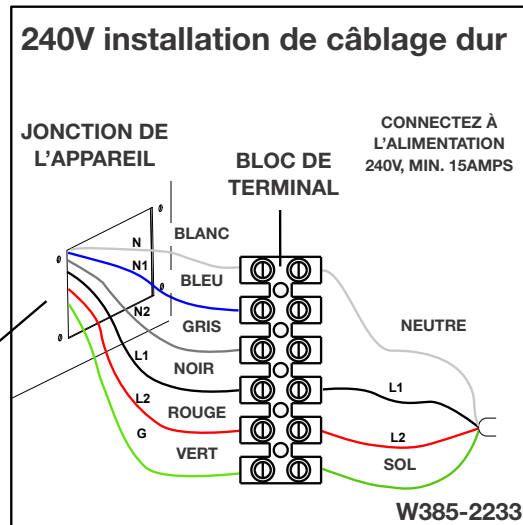 240V installation de câblage dur
JONCTION DE
L'APPAREIL
BLOC DE
TERMINAL
CONNECTEZ À
L'ALIMENTATION
240V, MIN. 15AMPS
N
BLANC
N1
BLEU
N2
GRIS
L1
NOIR
L2
ROUGE
G
VERT
NEUTRE
L1
L2
SOL
W385-2233